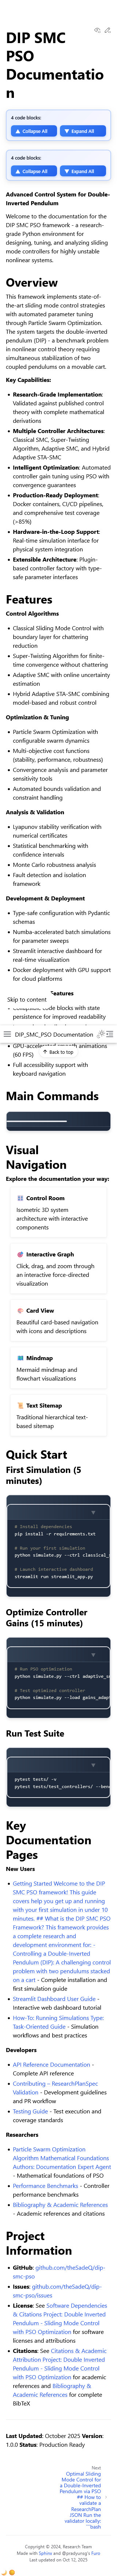 DIP SMC
PSO
Documentatio
n
4 code blocks:
▲ Collapse All
▼ Expand All
4 code blocks:
▲ Collapse All
▼ Expand All
Advanced Control System for Double-
Inverted Pendulum
Welcome to the documentation for the
DIP SMC PSO framework - a research-
grade Python environment for
designing, tuning, and analyzing sliding
mode controllers for highly unstable
nonlinear systems.
Overview
This framework implements state-of-
the-art sliding mode controllers with
automated parameter tuning through
through Particle Swarm Optimization.
The system targets the double-inverted
pendulum (DIP) - a benchmark problem
in modern control theory requiring
simultaneous stabilization of two
coupled pendulums on a movable cart.
Key Capabilities:
Research-Grade Implementation:
Validated against published control
theory with complete mathematical
derivations
Multiple Controller Architectures:
Classical SMC, Super-Twisting
Algorithm, Adaptive SMC, and Hybrid
Adaptive STA-SMC
Intelligent Optimization: Automated
controller gain tuning using PSO with
convergence guarantees
Production-Ready Deployment:
Docker containers, CI/CD pipelines,
and comprehensive test coverage
(≥85%)
Hardware-in-the-Loop Support:
Real-time simulation interface for
physical system integration
Extensible Architecture: Plugin-
based controller factory with type-
safe parameter interfaces
Features
Control Algorithms
Classical Sliding Mode Control with
boundary layer for chattering
reduction
Super-Twisting Algorithm for finite-
time convergence without chattering
Adaptive SMC with online uncertainty
estimation
Hybrid Adaptive STA-SMC combining
model-based and robust control
Optimization & Tuning
Particle Swarm Optimization with
configurable swarm dynamics
Multi-objective cost functions
(stability, performance, robustness)
Convergence analysis and parameter
sensitivity tools
Automated bounds validation and
constraint handling
Analysis & Validation
Lyapunov stability verification with
numerical certificates
Statistical benchmarking with
confidence intervals
Monte Carlo robustness analysis
Fault detection and isolation
framework
Development & Deployment
Type-safe configuration with Pydantic
schemas
Numba-accelerated batch simulations
for parameter sweeps
Streamlit interactive dashboard for
real-time visualization
Docker deployment with GPU support
for cloud platforms
Features
Skip to content
code blocks with state
persistence for improved readability
DIP_SMC_PSO Documentation
GPU-accelerated smooth animations
(60 FPS)
↑ Back to top
Full accessibility support with
keyboard navigation
Main Commands
Visual
Navigation
Explore the documentation your way:
Control Room
Isometric 3D system
architecture with interactive
components
Interactive Graph
Click, drag, and zoom through
an interactive force-directed
visualization
Card View
Beautiful card-based navigation
with icons and descriptions
Mindmap
Mermaid mindmap and
flowchart visualizations
Text Sitemap
Traditional hierarchical text-
based sitemap
Quick Start
First Simulation (5
minutes)
# Install dependencies
pip install -r requirements.txt
# Run your first simulation
python simulate.py --ctrl classical_
# Launch interactive dashboard
streamlit run streamlit_app.py
Optimize Controller
Gains (15 minutes)
# Run PSO optimization
python simulate.py --ctrl adaptive_s
# Test optimized controller
python simulate.py --load gains_adap
Run Test Suite
pytest tests/ -v
pytest tests/test_controllers/ --ben
Key
Documentation
Pages
New Users
Getting Started Welcome to the DIP
SMC PSO framework! This guide
covers help you get up and running
with your first simulation in under 10
minutes. ## What is the DIP SMC PSO
Framework? This framework provides
a complete research and
development environment for: -
Controlling a Double-Inverted
Pendulum (DIP): A challenging control
problem with two pendulums stacked
on a cart - Complete installation and
first simulation guide
Streamlit Dashboard User Guide -
Interactive web dashboard
How-To: Running Simulations Type:
Task-Oriented Guide - Simulation
workflows and best practices
Developers
API Reference Documentation -
Complete API reference
Contributing – ResearchPlanSpec
Validation - Development guidelines
and PR workflow
Testing Guide - Test execution and
coverage standards
Researchers
Particle Swarm Optimization
Algorithm Mathematical Foundations
Authors: Documentation Expert Agent
- Mathematical foundations of PSO
Performance Benchmarks - Controller
performance benchmarks
Bibliography & Academic References
- Academic references and citations
Project
Information
GitHub: github.com/theSadeQ/dip-
smc-pso
Issues: github.com/theSadeQ/dip-
smc-pso/issues
License: See Software Dependencies
& Citations Project: Double Inverted
Pendulum - Sliding Mode Control
with PSO Optimization for software
licenses and attributions
Citations: See Citations & Academic
Attribution Project: Double Inverted
Pendulum - Sliding Mode Control
with PSO Optimization for academic
references and Bibliography &
Academic References for complete
BibTeX
Last Updated: October 2025 Version:
1.0.0 Status: Production Ready
Next
Optimal Sliding
Mode Control for
a Double-Inverted
Pendulum via PSO
## How to
validate a
ResearchPlan
JSON Run the
validator locally:
```bash
Copyright © 2024, Research Team
Made with Sphinx and @pradyunsg's Furo
Last updated on Oct 12, 2025